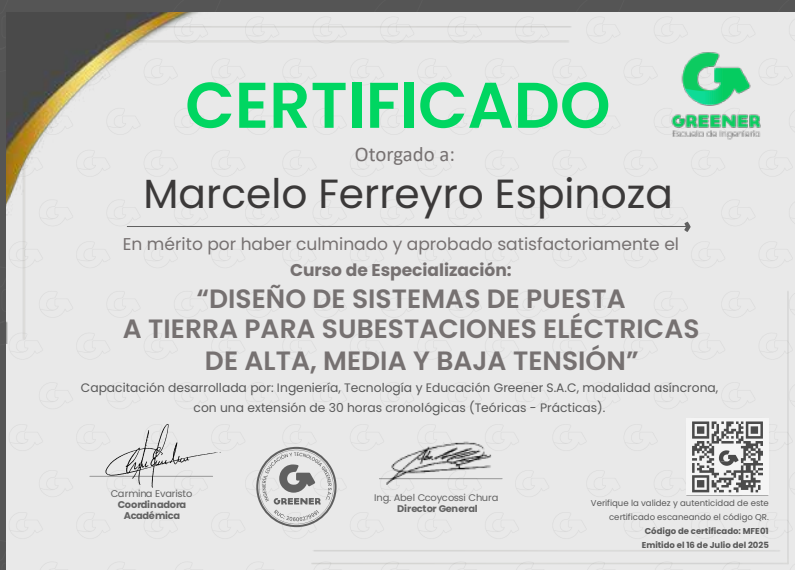 CERTIFICADO
GREENER
Escuela de Ingeniería
Otorgado a:
Marcelo Ferreyro Espinoza
En mérito por haber culminado y aprobado satisfactoriamente el
Curso de Especialización:
“DISEÑO DE SISTEMAS DE PUESTA
A TIERRA PARA SUBESTACIONES ELÉCTRICAS
DE ALTA, MEDIA Y BAJA TENSIÓN”
Capacitación desarrollada por: Ingeniería, Tecnología y Educación Greener S.A.C, modalidad asíncrona,
con una extensión de 30 horas cronológicas (Teóricas - Prácticas).
Carmina Evaristo
Coordinadora
Académica
GREENER
Ing. Abel Ccoycossi Chura
Director General
Verifique la validez y autenticidad de este
certificado escaneando el código QR.
Código de certificado: MFE01
Emitido el 16 de Julio del 2025